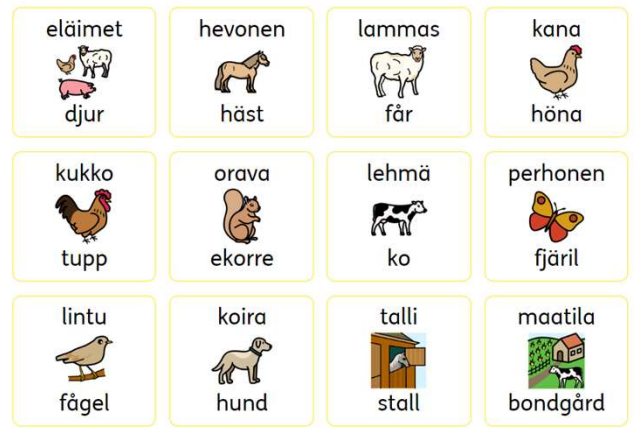 eläimet
djur
hevonen
häst
lammas
får
kana
höna
kukko
tupp
orava
ekorre
lehmä
ko
perhonen
fjäril
lintu
fågel
koira
hund
talli
stall
maatila
bondgård